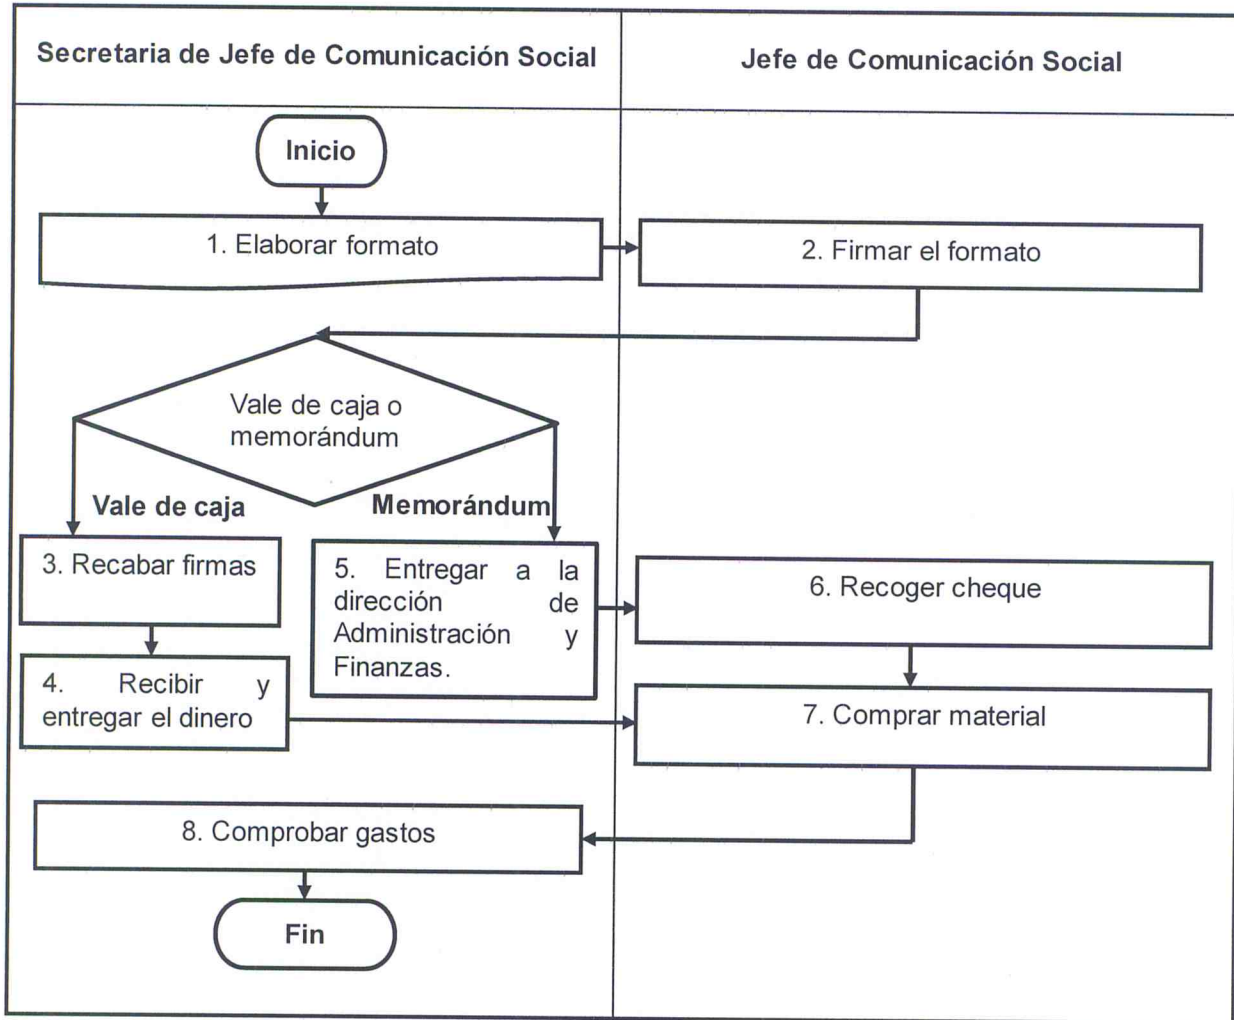 Secretaria de Jefe de Comunicación Social
Jefe de Comunicación Social
Inicio
1. Elaborar formato
2. Firmar el formato
Vale de caja o
memorándum
Vale de caja
Memorándum
3. Recabar firmas
5. Entregar a la
dirección de
Administración y
Finanzas.
6. Recoger cheque
4. Recibir y
entregar el dinero
7. Comprar material
8. Comprobar gastos
Fin